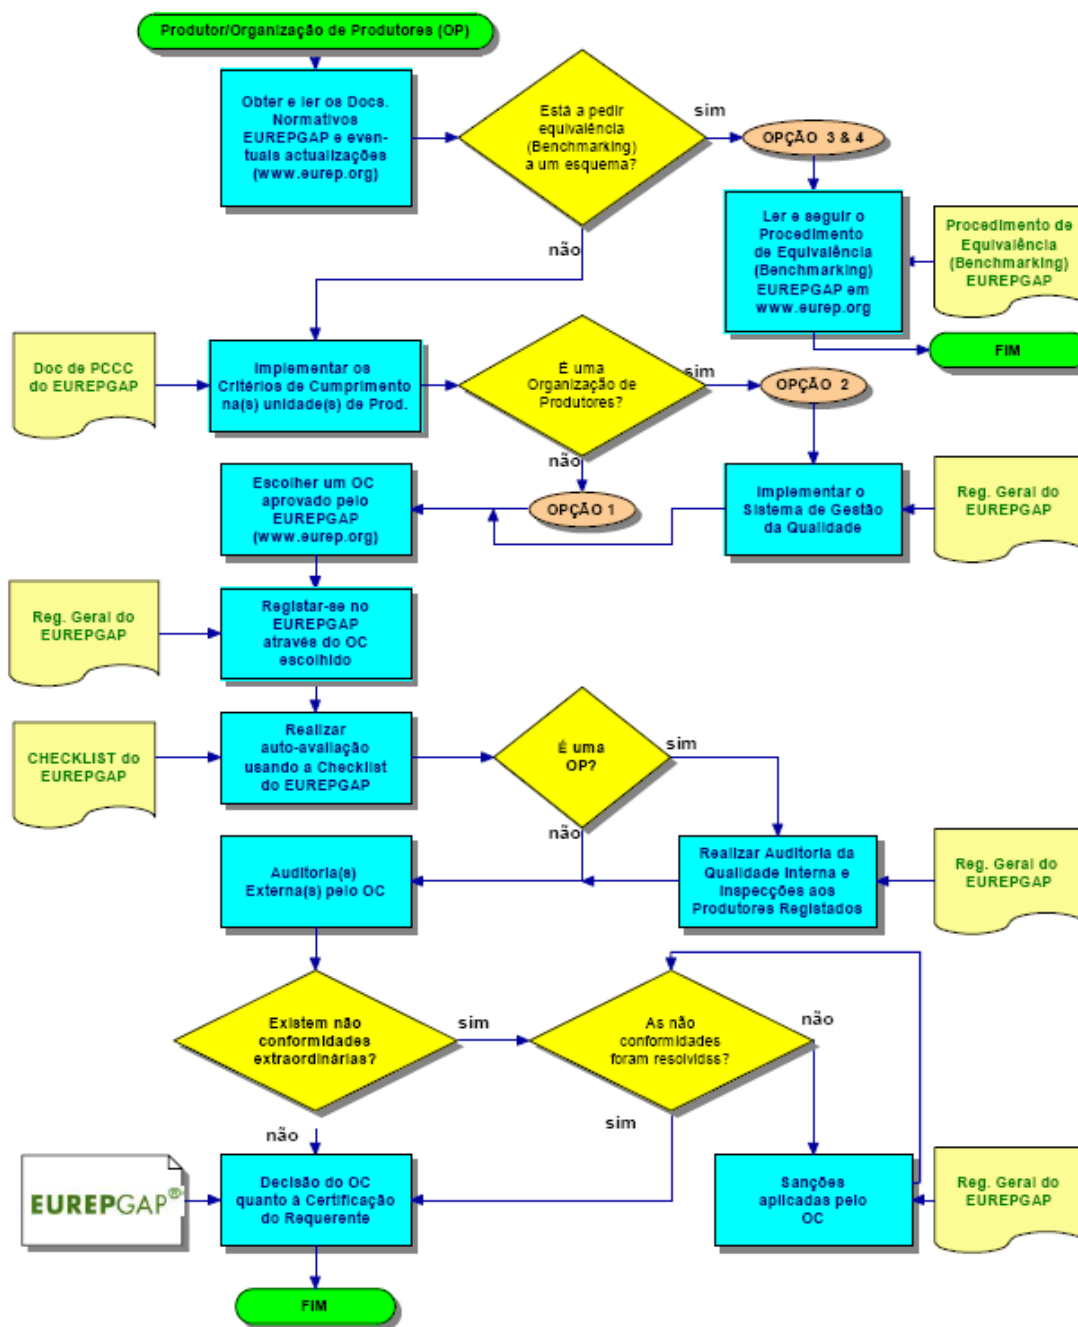 Produtor/Organização de Produtores (OP)
Obter e ler os Docs.
Normativos
EUREPGAP e even-
tuais actualizações
(www.eurep.org)
Está a pedir
equivalência
(Benchmarking)
a um esquema?
sim
OPÇÃO 3 & 4
não
Ler e seguir o
Procedimento
de Equivalência
(Benchmarking)
EUREPGAP em
www.eurep.org
Procedimento de
Equivalência
(Benchmarking)
EUREPGAP
FIM
Doc de PCCC
do EUREPGAP
Implementar os
Critérios de Cumprimento
na(s) unidade(s) de Prod.
É uma
Organização de
Produtores?
sim
OPÇÃO 2
não
Escolher um OC
aprovado pelo
EUREPGAP
(www.eurep.org)
OPÇÃO 1
Implementar o
Sistema de Gestão
da Qualidade
Reg. Geral do
EUREPGAP
Reg. Geral do
EUREPGAP
Registar-se no
EUREPGAP
através do OC
escolhido
CHECKLIST do
EUREPGAP
Realizar
auto-avaliação
usando a Checklist
do EUREPGAP
É uma
OP?
sim
não
Auditoria(s)
Externa(s) pelo OC
Realizar Auditoria da
Qualidade Interna e
Inspecções aos
Produtores Registados
Reg. Geral do
EUREPGAP
Existem não
conformidades
extraordinárias?
sim
As não
conformidades
foram resolvidss?
não
não
sim
EUREPGAP®
Decisão do OC
quanto à Certificação
do Requerente
Sanções
aplicadas pelo
OC
Reg. Geral do
EUREPGAP
FIM